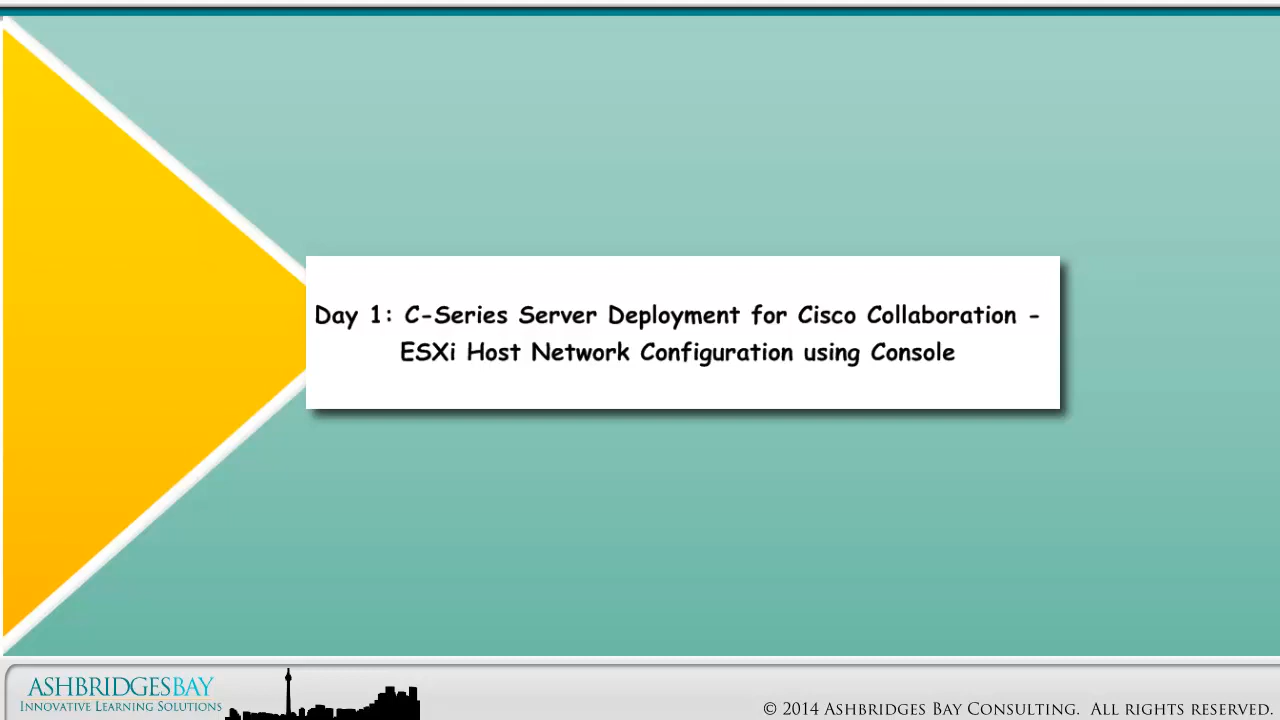 Day 1: C-Series Server Deployment for Cisco Collaboration -
ESXi Host Network Configuration using Console
ASHBRIDGESBAY
INNOVATIVE LEARNING SOLUTIONS
© 2014 ASHBRIDGES BAY CONSULTING. ALL RIGHTS RESERVED.